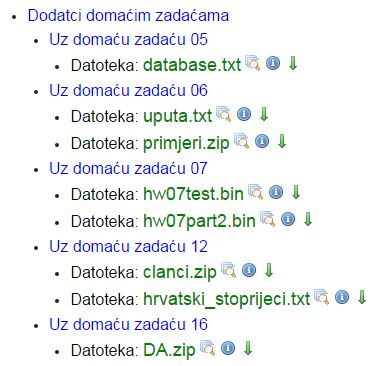 Dodatci domaćim zadaćama
Uz domaću zadaću 05
Datoteka: database.txt
Uz domaću zadaću 06
Datoteka: uputa.txt
Datoteka: primjeri.zip
Uz domaću zadaću 07
Datoteka: hw07test.bin
Datoteka: hw07part2.bin
Uz domaću zadaću 12
Datoteka: clanci.zip
Datoteka: hrvatski_stoprijeci.txt
Uz domaću zadaću 16
Datoteka: DA.zip